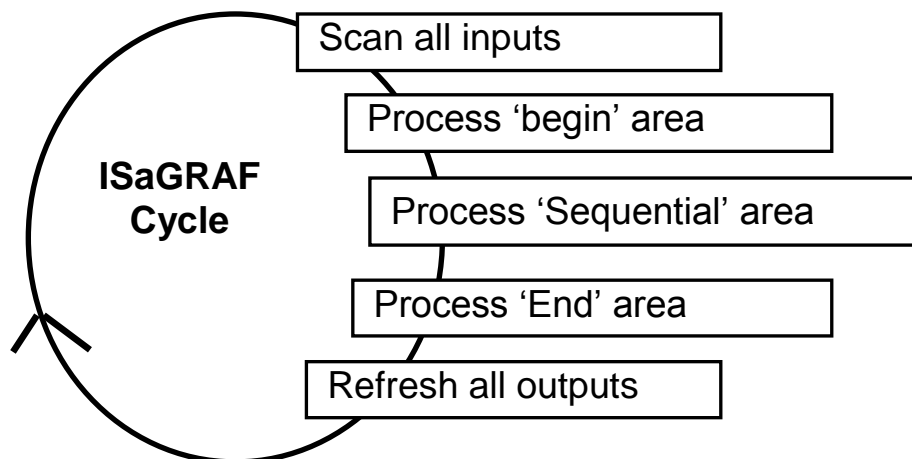 Scan all inputs
Process ‘begin’ area
ISaGRAF
Cycle
Process ‘Sequential’ area
Process ‘End’ area
Refresh all outputs